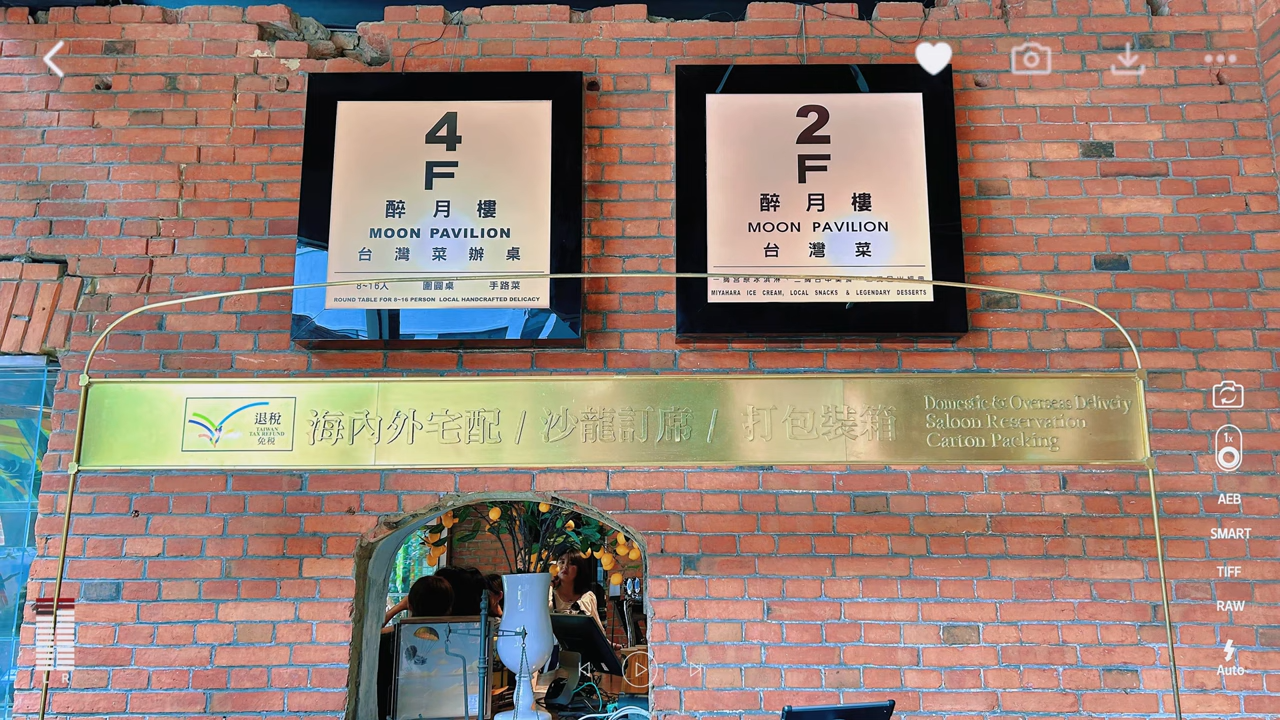 4
F
醉月樓
MOON PAVILION
台灣菜辦桌
8~16人 團圓桌 手路菜
ROUND TABLE FOR 8~16 PERSON LOCAL HANDCRAFTED DELICACY
2
F
醉月樓
MOON PAVILION
台灣菜
MIYAHARA ICE CREAM, LOCAL SNACKS & LEGENDARY DESSERTS
退稅
TAIWAN
TAX REFUND
免稅
海內外宅配 / 沙龍訂席 / 打包裝箱
Domestic & Overseas Delivery
Saloon Reservation
Carton Packing
1x
AEB
SMART
TIFF
RAW
Auto
L R